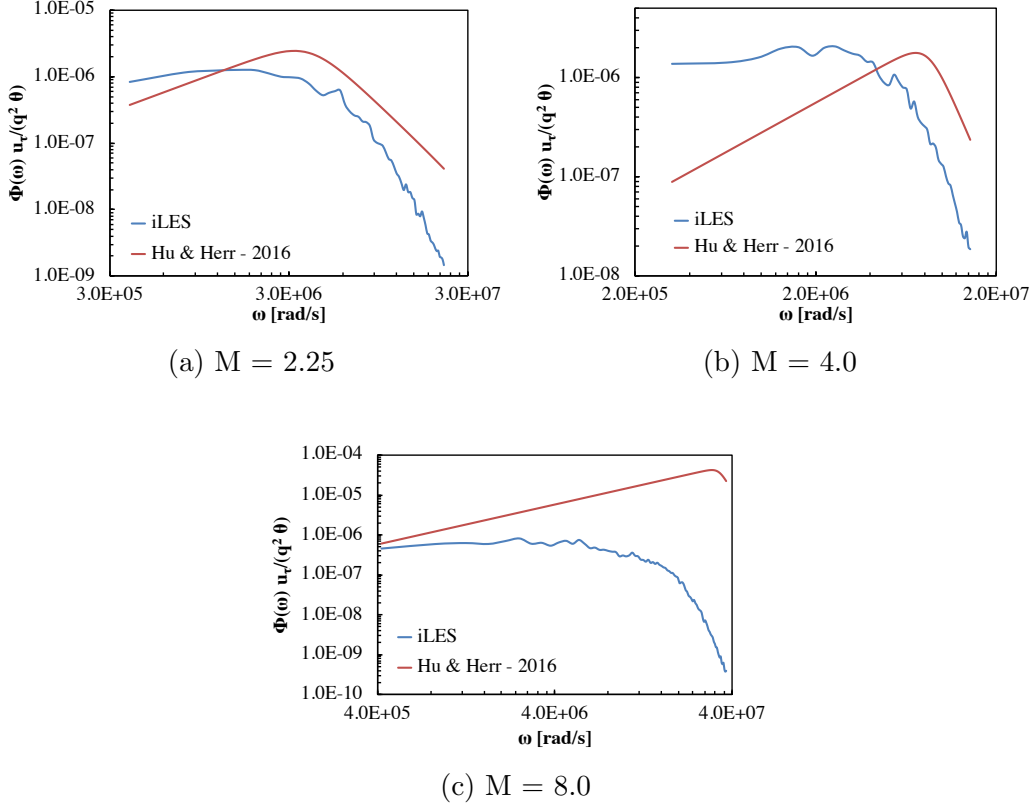 1.0E-05
1.0E-06
1.0E-07
1.0E-08
1.0E-09
Φ(ω) uτ/(q² θ)
iLES
Hu & Herr - 2016
3.0E+05 3.0E+06 3.0E+07
ω [rad/s]
(a) M = 2.25
1.0E-06
1.0E-07
1.0E-08
Φ(ω) uτ/(q² θ)
iLES
Hu & Herr - 2016
2.0E+05 2.0E+06 2.0E+07
ω [rad/s]
(b) M = 4.0
1.0E-04
1.0E-05
1.0E-06
1.0E-07
1.0E-08
1.0E-09
1.0E-10
Φ(ω) uτ/(q² θ)
iLES
Hu & Herr - 2016
4.0E+05 4.0E+06 4.0E+07
ω [rad/s]
(c) M = 8.0